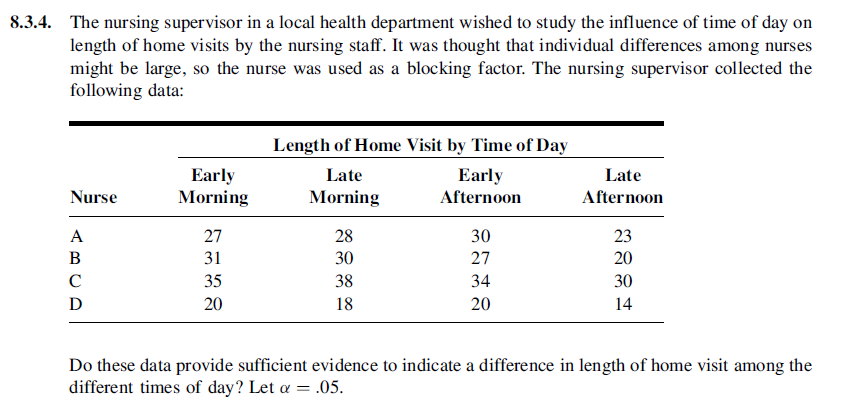 8.3.4. The nursing supervisor in a local health department wished to study the influence of time of day on
length of home visits by the nursing staff. It was thought that individual differences among nurses
might be large, so the nurse was used as a blocking factor. The nursing supervisor collected the
following data:
Length of Home Visit by Time of Day
Early Late Early Late
Nurse Morning Morning Afternoon Afternoon
A 27 28 30 23
B 31 30 27 20
C 35 38 34 30
D 20 18 20 14
Do these data provide sufficient evidence to indicate a difference in length of home visit among the
different times of day? Let α = .05.